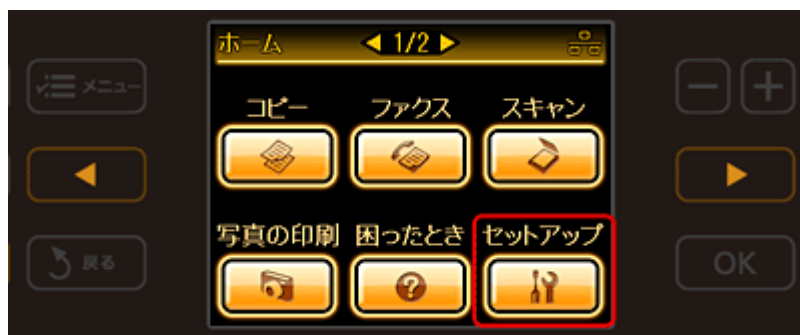 ホーム
1/2
メニュー
コピー
ファクス
スキャン
写真の印刷
困ったとき
セットアップ
戻る
OK